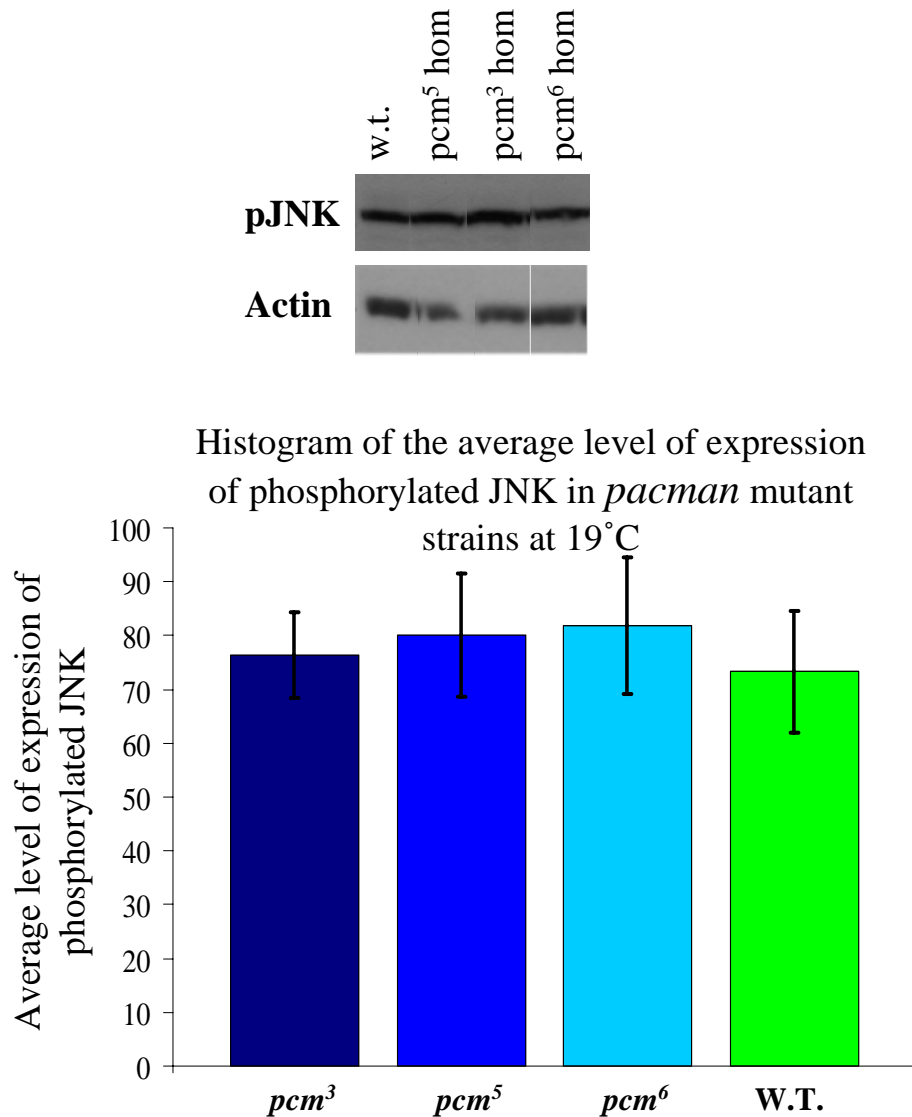 w.t.
pcm⁵ hom
pcm³ hom
pcm⁶ hom
pJNK
Actin
Histogram of the average level of expression
of phosphorylated JNK in pacman mutant
strains at 19˚C
Average level of expression of
phosphorylated JNK
100
90
80
70
60
50
40
30
20
10
0
pcm³
pcm⁵
pcm⁶
W.T.